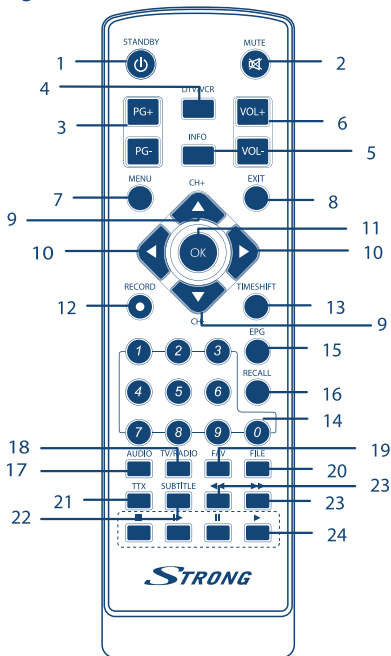 STANDBY MUTE
1 2
4 DTV/VCR
3 PG+ VOL+ 6
INFO
PG- VOL- 5
MENU CH+ EXIT
7 8
9
10 OK 11
10
RECORD TIMESHIFT
12 13
CH- 9
EPG
1 2 3 15
RECALL
4 5 6 16
14
7 8 9 0
18 19
AUDIO TV/RADIO FAV FILE
17 20
TTX SUBTITLE 23
21 23
22
24
STRONG